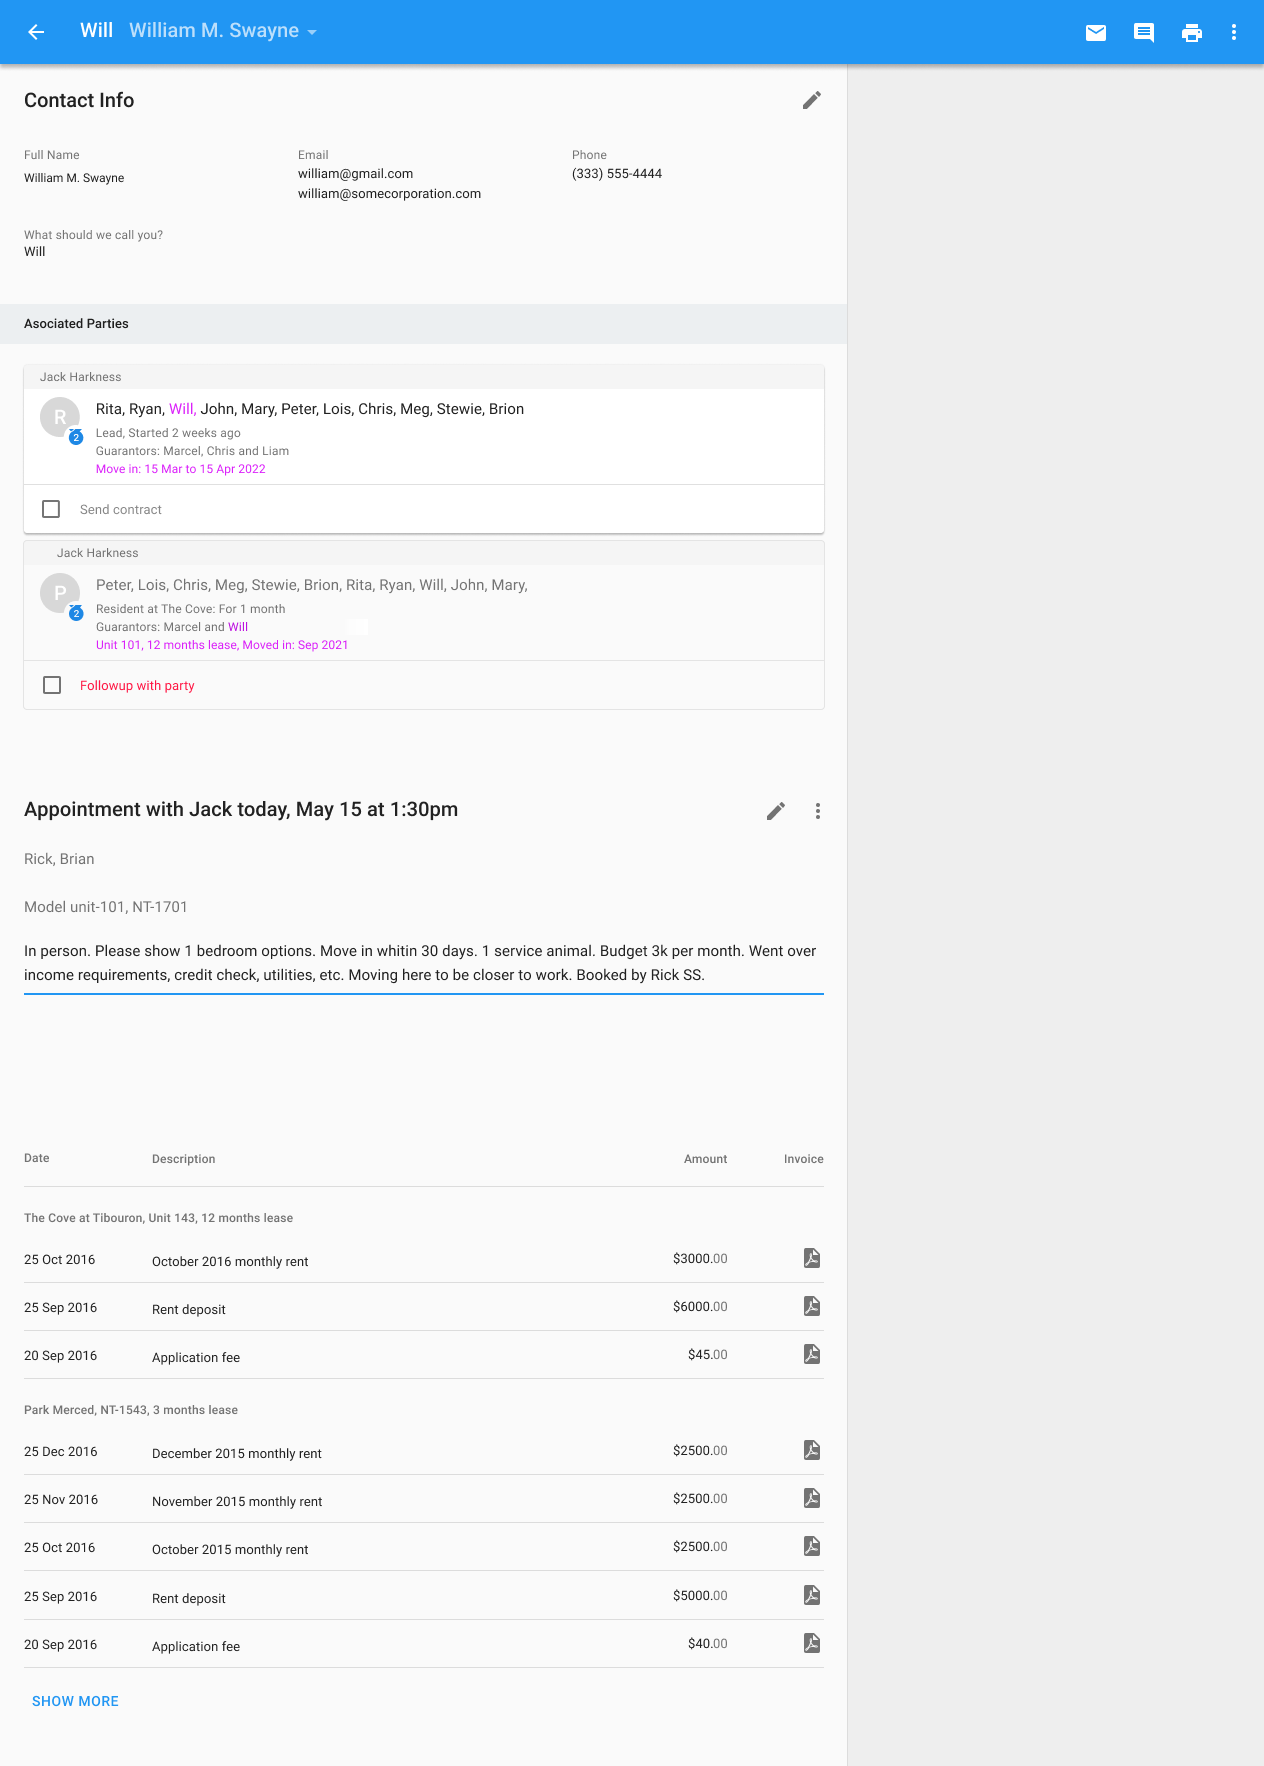 Will William M. Swayne
Contact Info
Full Name
William M. Swayne
Email
william@gmail.com
william@somecorporation.com
Phone
(333) 555-4444
What should we call you?
Will
Asociated Parties
Jack Harkness
R
2
Rita, Ryan, Will, John, Mary, Peter, Lois, Chris, Meg, Stewie, Brion
Lead, Started 2 weeks ago
Guarantors: Marcel, Chris and Liam
Move in: 15 Mar to 15 Apr 2022
Send contract
Jack Harkness
P
2
Peter, Lois, Chris, Meg, Stewie, Brion, Rita, Ryan, Will, John, Mary,
Resident at The Cove: For 1 month
Guarantors: Marcel and Will
Unit 101, 12 months lease, Moved in: Sep 2021
Followup with party
Appointment with Jack today, May 15 at 1:30pm
Rick, Brian
Model unit-101, NT-1701
In person. Please show 1 bedroom options. Move in whitin 30 days. 1 service animal. Budget 3k per month. Went over
income requirements, credit check, utilities, etc. Moving here to be closer to work. Booked by Rick SS.
Date Description Amount Invoice
The Cove at Tibouron, Unit 143, 12 months lease
25 Oct 2016 October 2016 monthly rent $3000.00
25 Sep 2016 Rent deposit $6000.00
20 Sep 2016 Application fee $45.00
Park Merced, NT-1543, 3 months lease
25 Dec 2016 December 2015 monthly rent $2500.00
25 Nov 2016 November 2015 monthly rent $2500.00
25 Oct 2016 October 2015 monthly rent $2500.00
25 Sep 2016 Rent deposit $5000.00
20 Sep 2016 Application fee $40.00
SHOW MORE